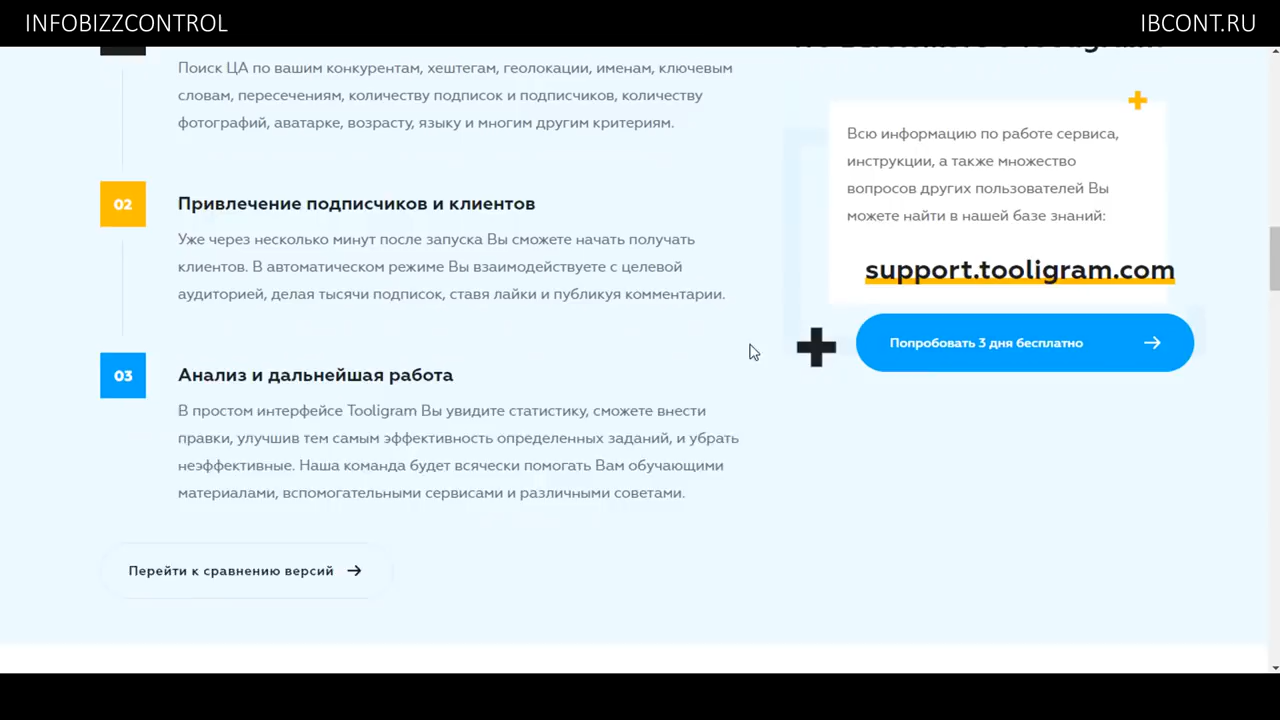 INFOBIZZCONTROL
IBCONT.RU
Поиск ЦА по вашим конкурентам, хештегам, геолокации, именам, ключевым
словам, пересечениям, количеству подписок и подписчиков, количеству
фотографий, аватарке, возрасту, языку и многим другим критериям.
02
Привлечение подписчиков и клиентов
Уже через несколько минут после запуска Вы сможете начать получать
клиентов. В автоматическом режиме Вы взаимодействуете с целевой
аудиторией, делая тысячи подписок, ставя лайки и публикуя комментарии.
03
Анализ и дальнейшая работа
В простом интерфейсе Tooligram Вы увидите статистику, сможете внести
правки, улучшив тем самым эффективность определенных заданий, и убрать
неэффективные. Наша команда будет всячески помогать Вам обучающими
материалами, вспомогательными сервисами и различными советами.
Перейти к сравнению версий
Всю информацию по работе сервиса,
инструкции, а также множество
вопросов других пользователей Вы
можете найти в нашей базе знаний:
support.tooligram.com
Попробовать 3 дня бесплатно